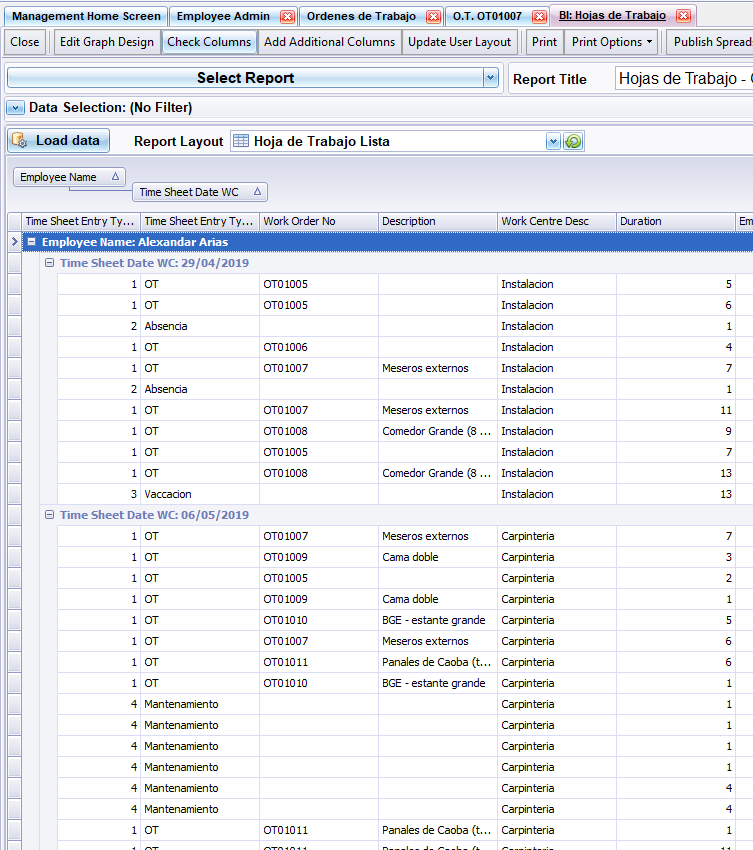 Management Home Screen Employee Admin Ordenes de Trabajo O.T. OT01007 BI: Hojas de Trabajo
Close Edit Graph Design Check Columns Add Additional Columns Update User Layout Print Print Options Publish Spreads
Select Report Report Title Hojas de Trabajo -
Data Selection: (No Filter)
Load data Report Layout Hoja de Trabajo Lista
Employee Name
Time Sheet Date WC
Time Sheet Entry Ty... Time Sheet Entry Ty... Work Order No Description Work Centre Desc Duration Em
Employee Name: Alexandar Arias
Time Sheet Date WC: 29/04/2019
1 OT OT01005 Instalacion 5
1 OT OT01005 Instalacion 6
2 Absencia Instalacion 1
1 OT OT01006 Instalacion 4
1 OT OT01007 Meseros externos Instalacion 7
2 Absencia Instalacion 1
1 OT OT01007 Meseros externos Instalacion 11
1 OT OT01008 Comedor Grande (8 ... Instalacion 9
1 OT OT01005 Instalacion 7
1 OT OT01008 Comedor Grande (8 ... Instalacion 13
3 Vaccacion Instalacion 13
Time Sheet Date WC: 06/05/2019
1 OT OT01007 Meseros externos Carpinteria 7
1 OT OT01009 Cama doble Carpinteria 3
1 OT OT01005 Carpinteria 2
1 OT OT01009 Cama doble Carpinteria 1
1 OT OT01010 BGE - estante grande Carpinteria 5
1 OT OT01007 Meseros externos Carpinteria 6
1 OT OT01011 Panales de Caoba (t... Carpinteria 6
1 OT OT01010 BGE - estante grande Carpinteria 1
4 Mantenamiento Carpinteria 1
4 Mantenamiento Carpinteria 1
4 Mantenamiento Carpinteria 1
4 Mantenamiento Carpinteria 1
4 Mantenamiento Carpinteria 4
4 Mantenamiento Carpinteria 4
1 OT OT01011 Panales de Caoba (t... Carpinteria 1